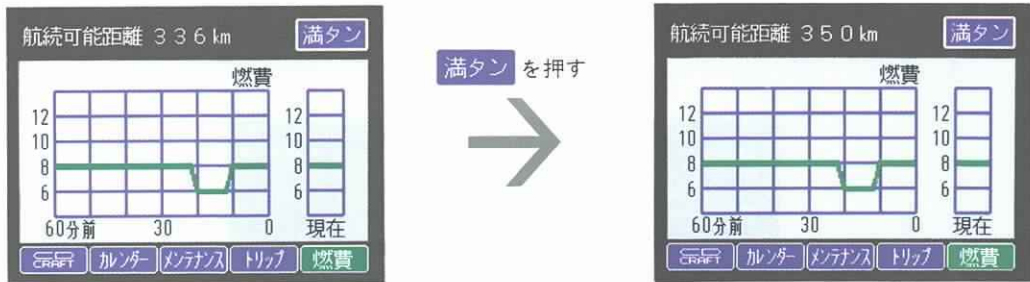 航続可能距離 336km 満タン
燃費
12 12
10 10
8 8
6 6
60分前 30 0 現在
CRAFT カレンダー メンテナンス トリップ 燃費
満タン を押す
航続可能距離 350km 満タン
燃費
12 12
10 10
8 8
6 6
60分前 30 0 現在
CRAFT カレンダー メンテナンス トリップ 燃費